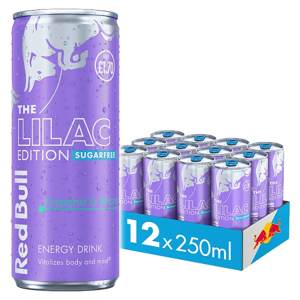 £1.70
THE
LILAC
EDITION SUGARFREE
Red Bull
ENERGY DRINK
Vitalizes body and mind®
12 x 250ml